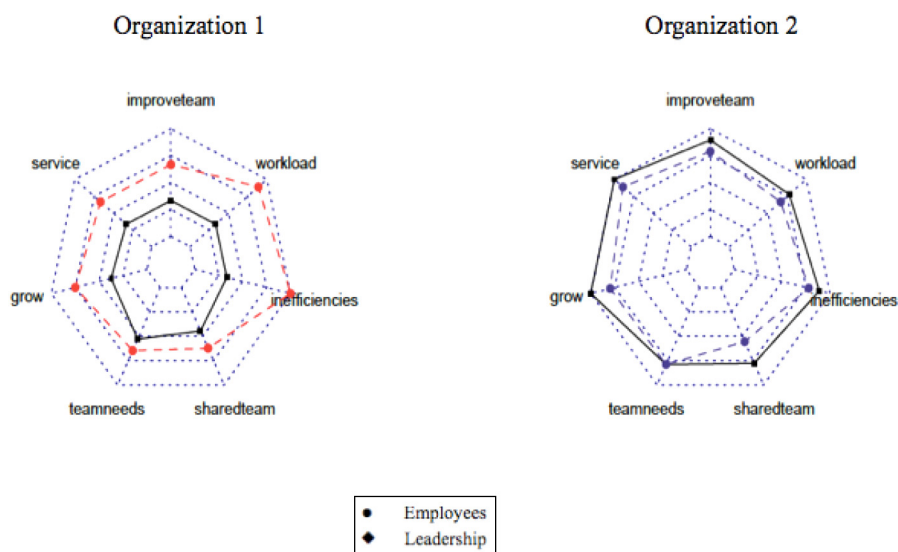 Organization 1
Organization 2
improveteam
service
workload
grow
inefficiencies
teamneeds
sharedteam
improveteam
service
workload
grow
inefficiencies
teamneeds
sharedteam
Employees
Leadership